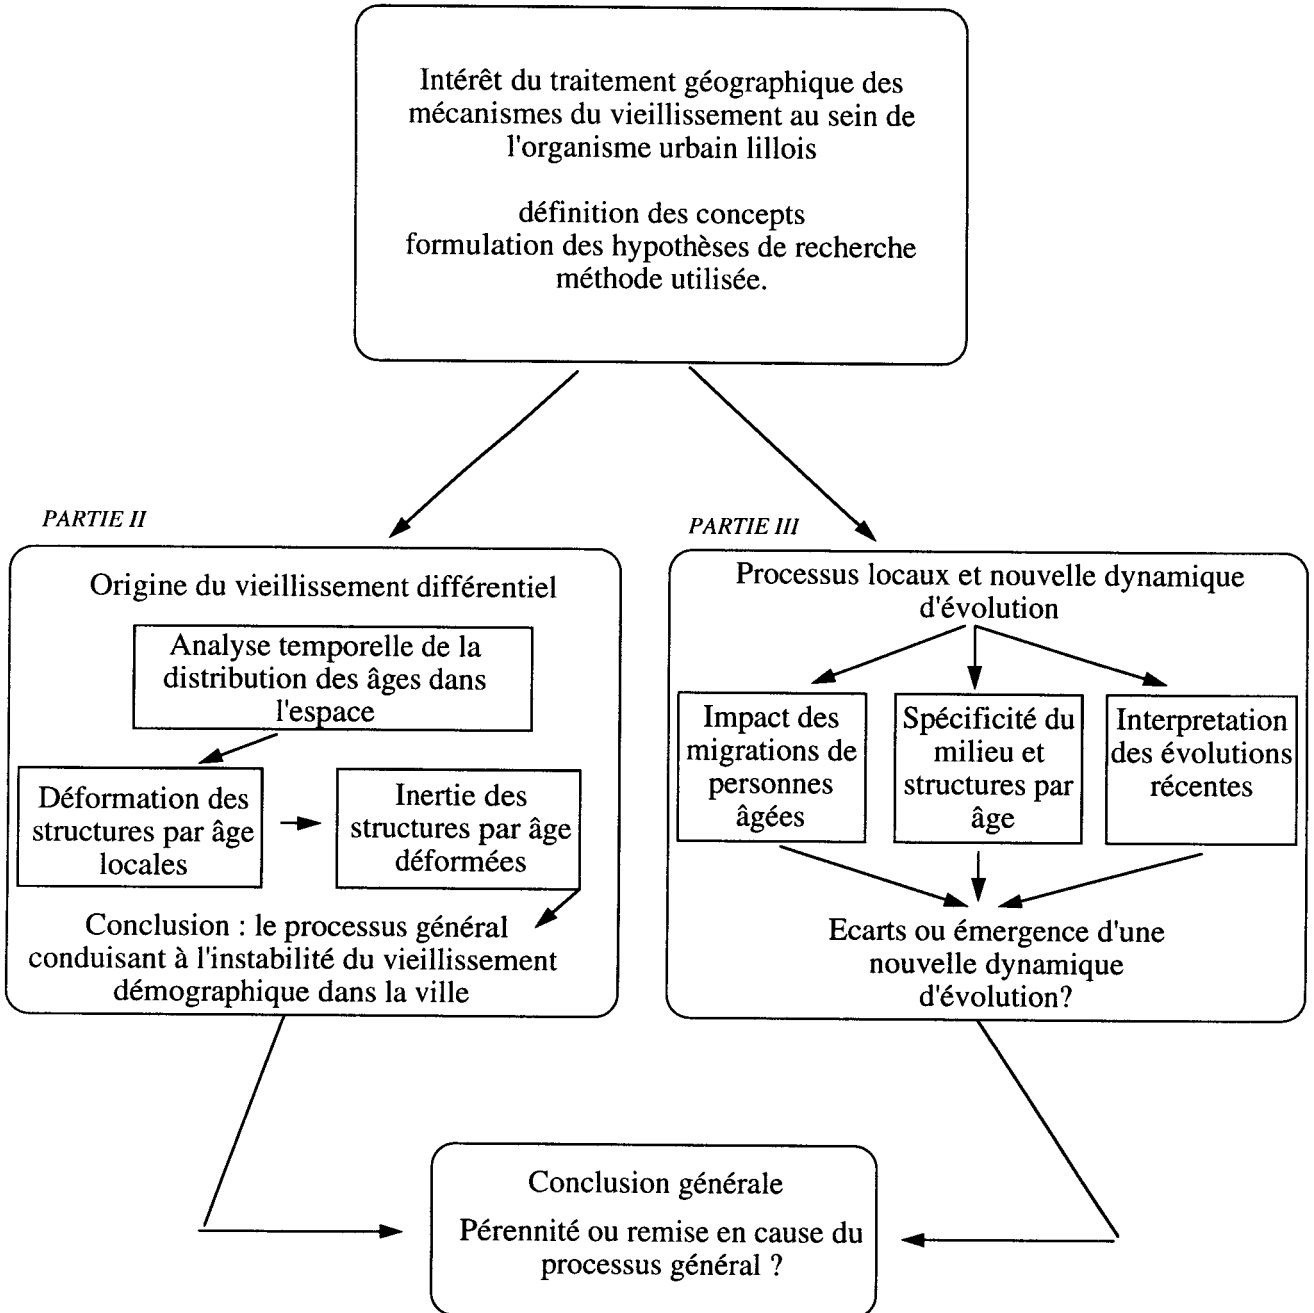 Intérêt du traitement géographique des
mécanismes du vieillissement au sein de
l'organisme urbain lillois
définition des concepts
formulation des hypothèses de recherche
méthode utilisée.
PARTIE II
Origine du vieillissement différentiel
Analyse temporelle de la
distribution des âges dans
l'espace
Déformation des
structures par âge
locales
Inertie des
structures par âge
déformées
Conclusion : le processus général
conduisant à l'instabilité du vieillissement
démographique dans la ville
PARTIE III
Processus locaux et nouvelle dynamique
d'évolution
Impact des
migrations de
personnes
âgées
Spécificité du
milieu et
structures par
âge
Interpretation
des évolutions
récentes
Ecarts ou émergence d'une
nouvelle dynamique
d'évolution?
Conclusion générale
Pérennité ou remise en cause du
processus général ?